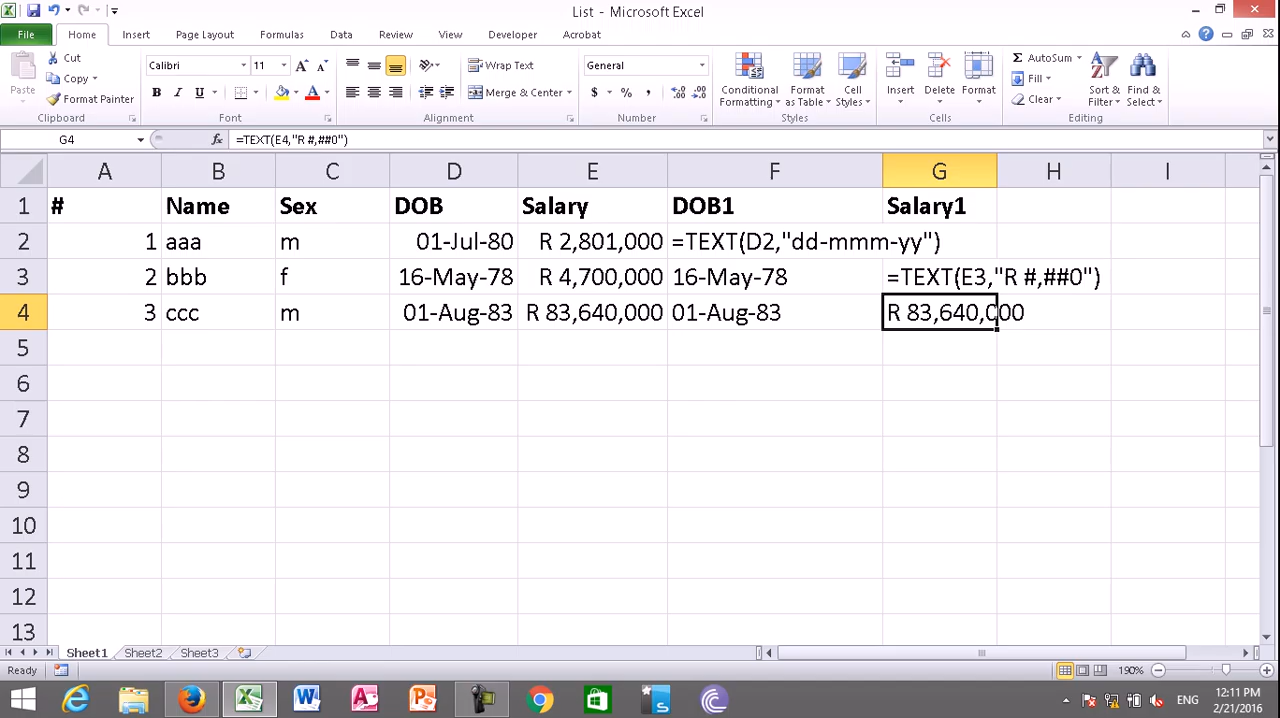 List - Microsoft Excel
File Home Insert Page Layout Formulas Data Review View Developer Acrobat
Paste Cut Copy Format Painter Clipboard
Calibri 11 A A B I U A Font
Wrap Text Merge & Center Alignment
General $ % , Number
Conditional Formatting Format as Table Cell Styles Styles
Insert Delete Format Cells
Σ AutoSum Fill Clear Sort & Filter Find & Select Editing
G4 fx =TEXT(E4,"R #,##0")
A B C D E F G H I
1 # Name Sex DOB Salary DOB1 Salary1
2 1 aaa m 01-Jul-80 R 2,801,000 =TEXT(D2,"dd-mmm-yy")
3 2 bbb f 16-May-78 R 4,700,000 16-May-78 =TEXT(E3,"R #,##0")
4 3 ccc m 01-Aug-83 R 83,640,000 01-Aug-83 R 83,640,000
5
6
7
8
9
10
11
12
13
Sheet1 Sheet2 Sheet3
Ready 190%
ENG 12:11 PM
2/21/2016